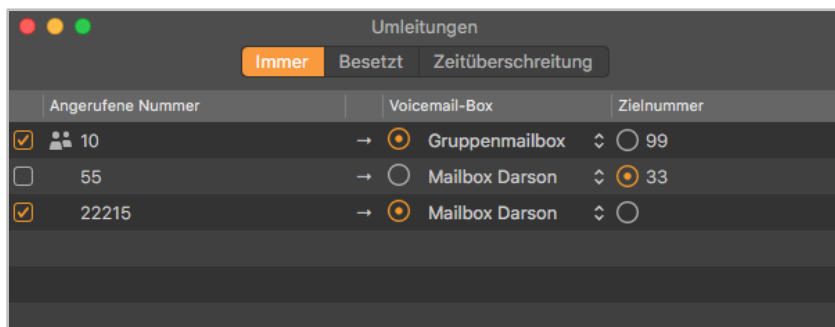 Umleitungen
Immer Besetzt Zeitüberschreitung
Angerufene Nummer Voicemail-Box Zielnummer
10 → Gruppenmailbox 99
55 → Mailbox Darson 33
22215 → Mailbox Darson